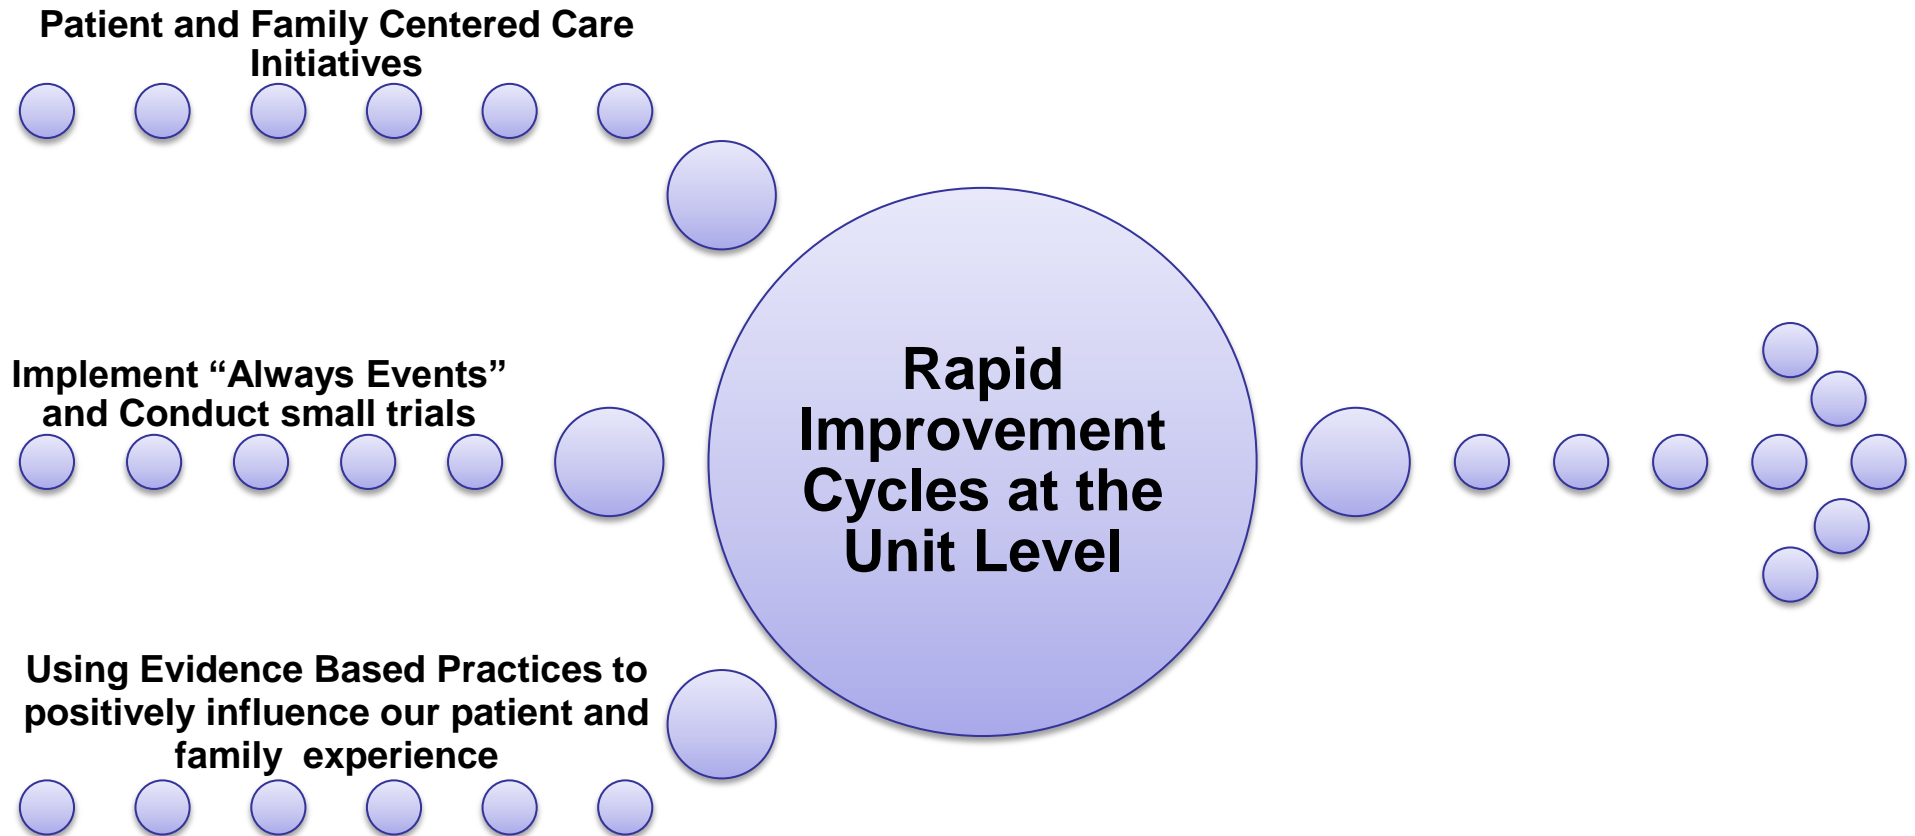 Patient and Family Centered Care
Initiatives
Implement “Always Events”
and Conduct small trials
Using Evidence Based Practices to
positively influence our patient and
family  experience
Rapid
Improvement
Cycles at the
Unit Level